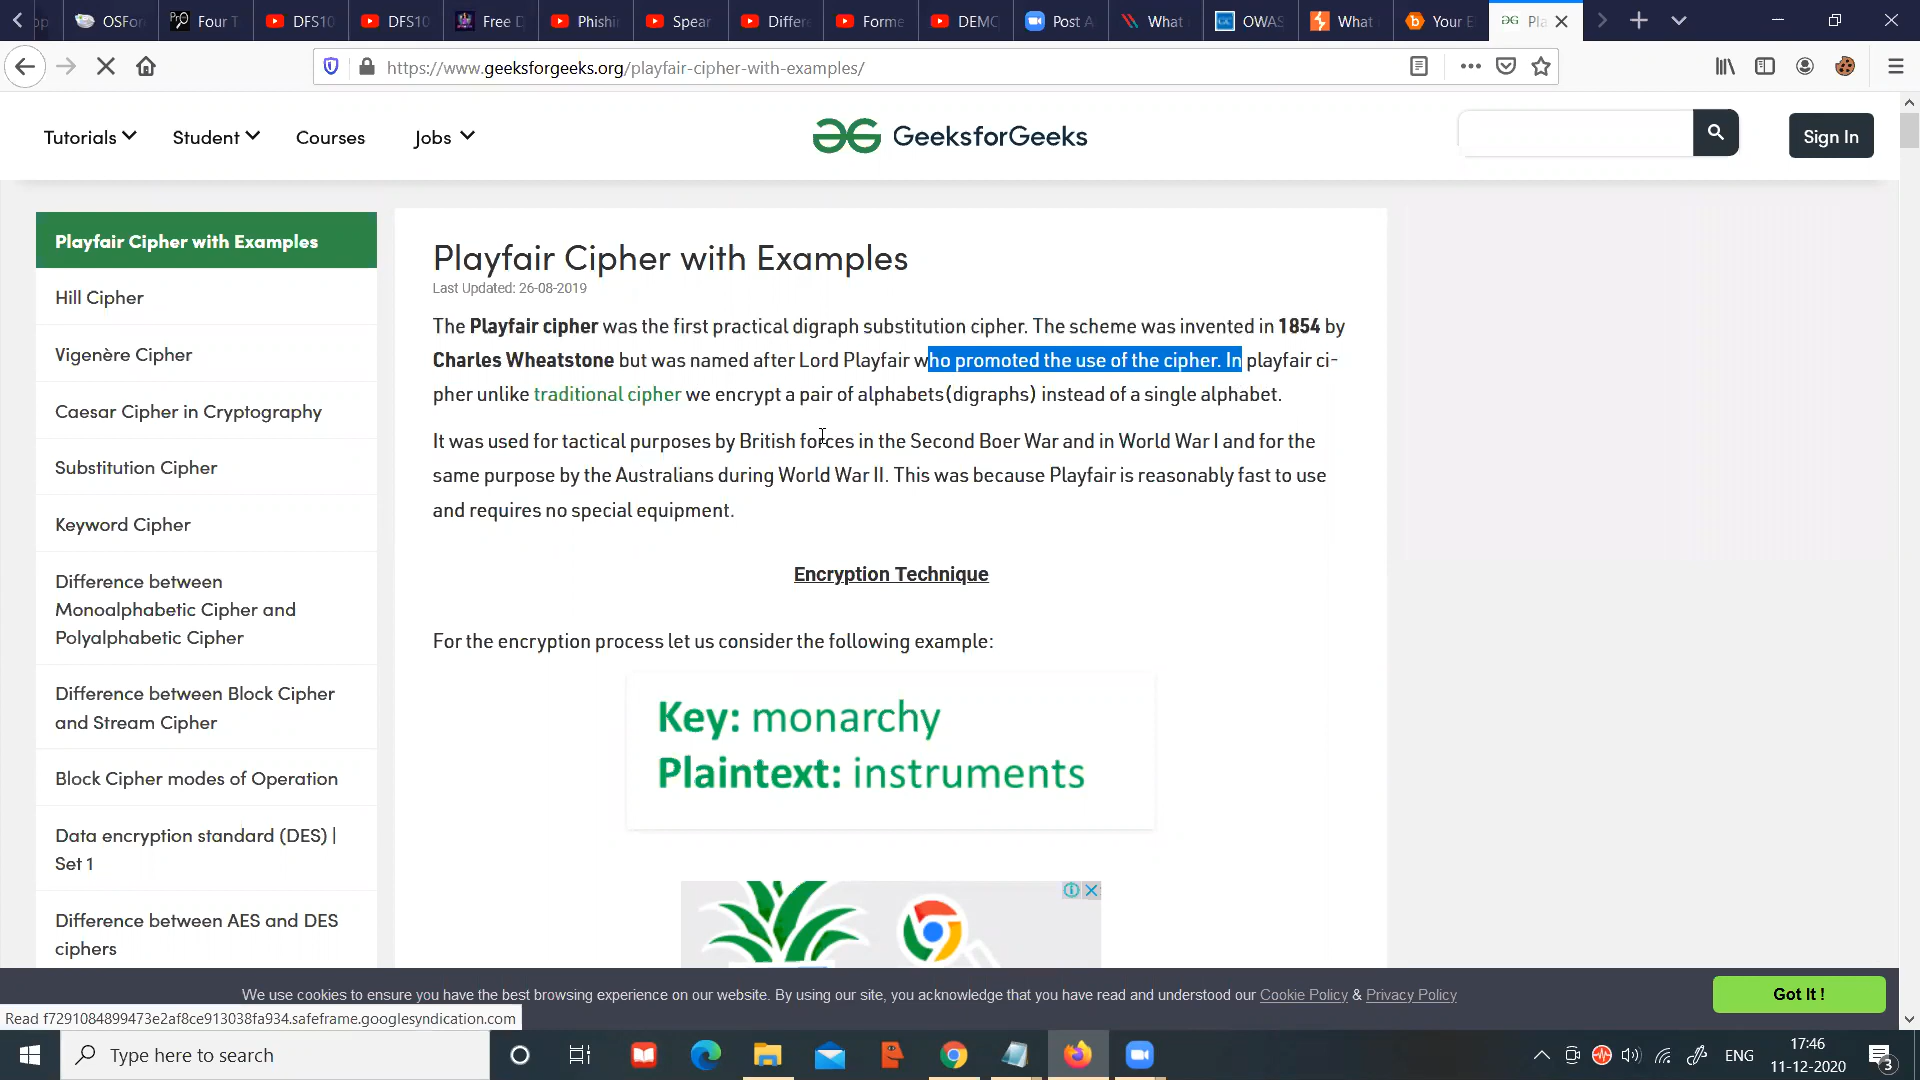 OSFor
Four T
DFS10
DFS10
Free D
Phishi
Spear
Differe
Forme
DEMO
Post A
What
OWAS
What
Your E
Pla
https://www.geeksforgeeks.org/playfair-cipher-with-examples/
Tutorials
Student
Courses
Jobs
GeeksforGeeks
Sign In
Playfair Cipher with Examples
Hill Cipher
Vigenère Cipher
Caesar Cipher in Cryptography
Substitution Cipher
Keyword Cipher
Difference between
Monoalphabetic Cipher and
Polyalphabetic Cipher
Difference between Block Cipher
and Stream Cipher
Block Cipher modes of Operation
Data encryption standard (DES) |
Set 1
Difference between AES and DES
ciphers
Playfair Cipher with Examples
Last Updated: 26-08-2019
The Playfair cipher was the first practical digraph substitution cipher. The scheme was invented in 1854 by
Charles Wheatstone but was named after Lord Playfair who promoted the use of the cipher. In playfair ci-
pher unlike traditional cipher we encrypt a pair of alphabets(digraphs) instead of a single alphabet.
It was used for tactical purposes by British forces in the Second Boer War and in World War I and for the
same purpose by the Australians during World War II. This was because Playfair is reasonably fast to use
and requires no special equipment.
Encryption Technique
For the encryption process let us consider the following example:
Key: monarchy
Plaintext: instruments
We use cookies to ensure you have the best browsing experience on our website. By using our site, you acknowledge that you have read and understood our Cookie Policy & Privacy Policy
Got It !
Read f7291084899473e2af8ce913038fa934.safeframe.googlesyndication.com
Type here to search
ENG
17:46
11-12-2020
3